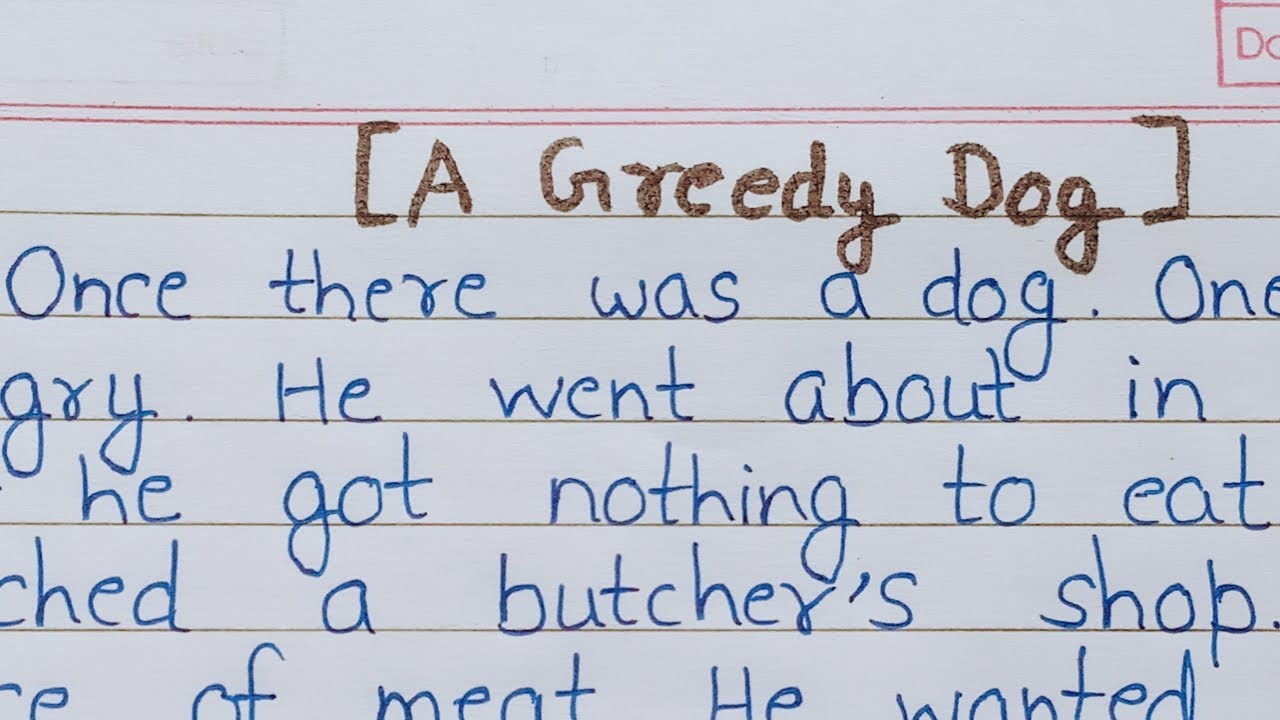 Do
[A Greedy Dog]
Once there was a dog. One
gry. He went about in
he got nothing to eat
ched a butcher's shop.
ce of meat He wanted